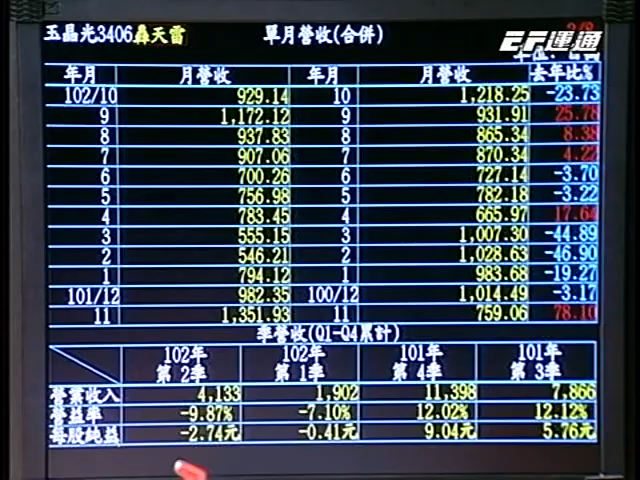 玉晶光3406轟天雷 單月營收(合併)
EF運通
年月 月營收 年月 月營收 去年比%
102/10 929.14 10 1,218.25 -23.73
9 1,172.12 9 931.91 25.78
8 937.83 8 865.34 8.38
7 907.06 7 870.34 4.22
6 700.26 6 727.14 -3.70
5 756.98 5 782.18 -3.22
4 783.45 4 665.97 17.64
3 555.15 3 1,007.30 -44.89
2 546.21 2 1,028.63 -46.90
1 794.12 1 983.68 -19.27
101/12 982.35 100/12 1,014.49 -3.17
11 1,351.93 11 759.06 78.10
季營收(Q1-Q4累計)
102年 102年 101年 101年
第 2季 第 1季 第 4季 第 3季
營業收入 4,133 1,902 11,398 7,866
營益率 -9.87% -7.10% 12.02% 12.12%
每股純益 -2.74元 -0.41元 9.04元 5.76元